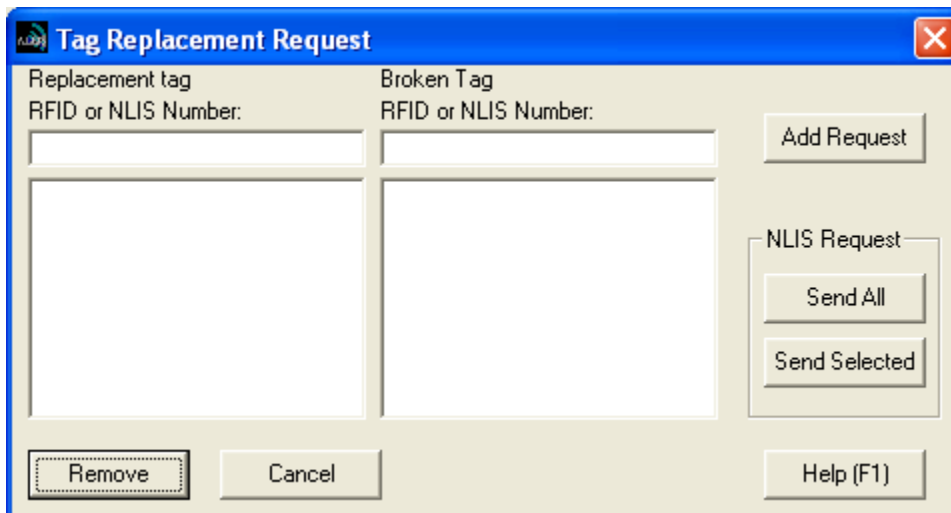 Tag Replacement Request
Replacement tag
RFID or NLIS Number:
Broken Tag
RFID or NLIS Number:
Add Request
NLIS Request
Send All
Send Selected
Remove
Cancel
Help (F1)